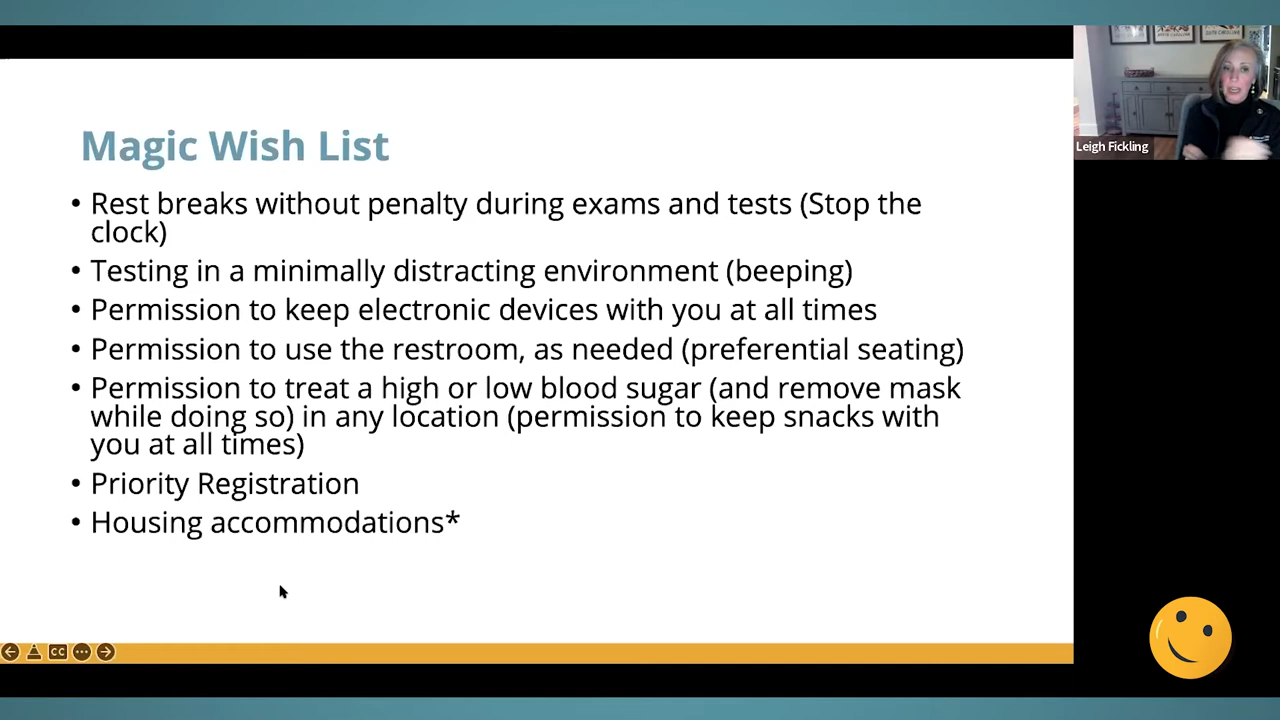 Magic Wish List
• Rest breaks without penalty during exams and tests (Stop the
clock)
• Testing in a minimally distracting environment (beeping)
• Permission to keep electronic devices with you at all times
• Permission to use the restroom, as needed (preferential seating)
• Permission to treat a high or low blood sugar (and remove mask
while doing so) in any location (permission to keep snacks with
you at all times)
• Priority Registration
• Housing accommodations*
Leigh Fickling
CC